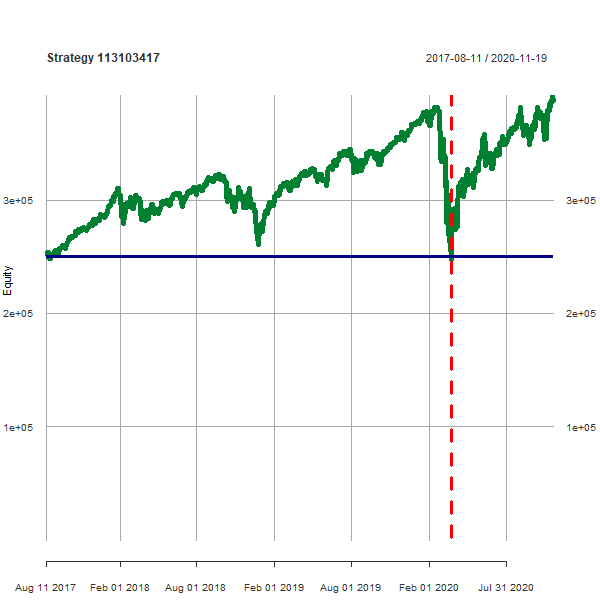 Strategy 113103417
2017-08-11 / 2020-11-19
Equity
3e+05
3e+05
2e+05
2e+05
1e+05
1e+05
Aug 11 2017
Feb 01 2018
Aug 01 2018
Feb 01 2019
Aug 01 2019
Feb 01 2020
Jul 31 2020